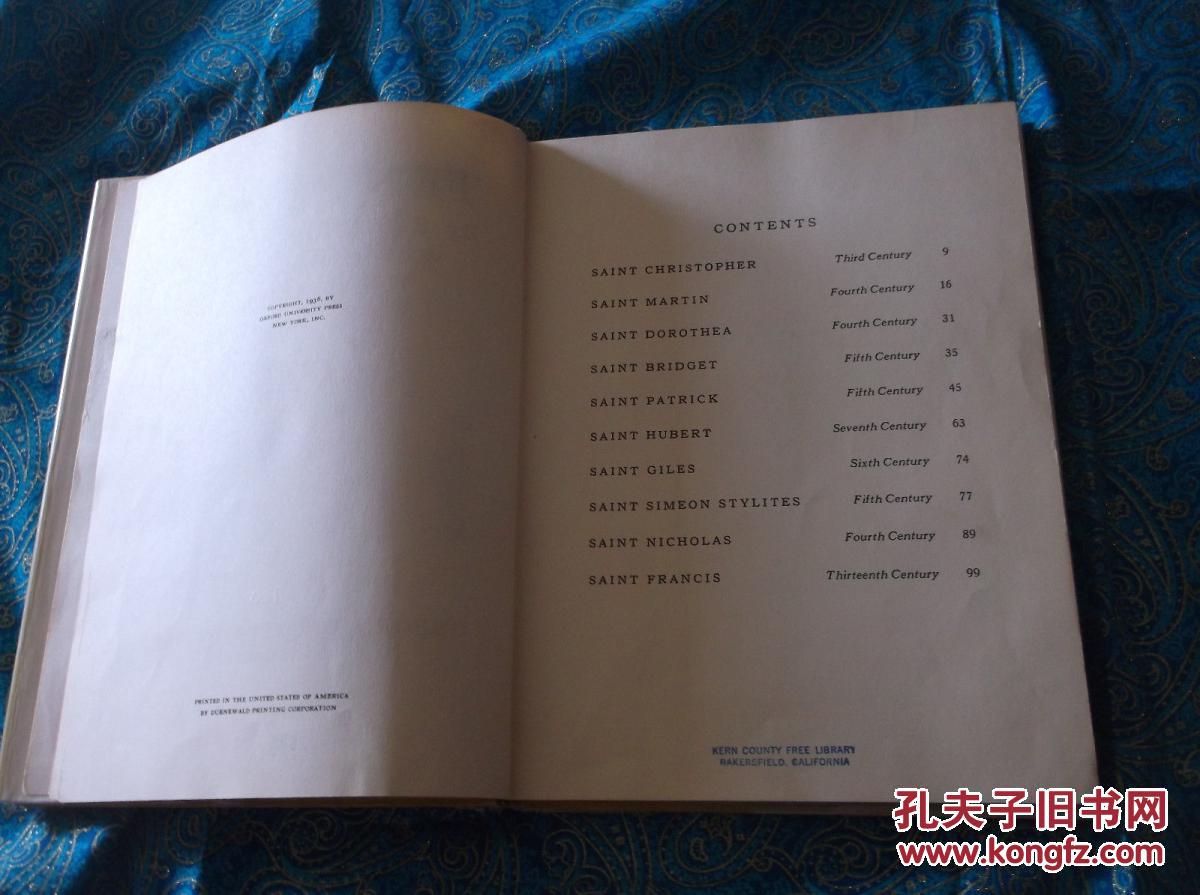 COPYRIGHT, 1936, BY
OXFORD UNIVERSITY PRESS
NEW YORK, INC.
PRINTED IN THE UNITED STATES OF AMERICA
BY DUENEWALD PRINTING CORPORATION
CONTENTS
SAINT CHRISTOPHER Third Century 9
SAINT MARTIN Fourth Century 16
SAINT DOROTHEA Fourth Century 31
SAINT BRIDGET Fifth Century 35
SAINT PATRICK Fifth Century 45
SAINT HUBERT Seventh Century 63
SAINT GILES Sixth Century 74
SAINT SIMEON STYLITES Fifth Century 77
SAINT NICHOLAS Fourth Century 89
SAINT FRANCIS Thirteenth Century 99
KERN COUNTY FREE LIBRARY
BAKERSFIELD, CALIFORNIA
孔夫子旧书网
www.kongfz.com